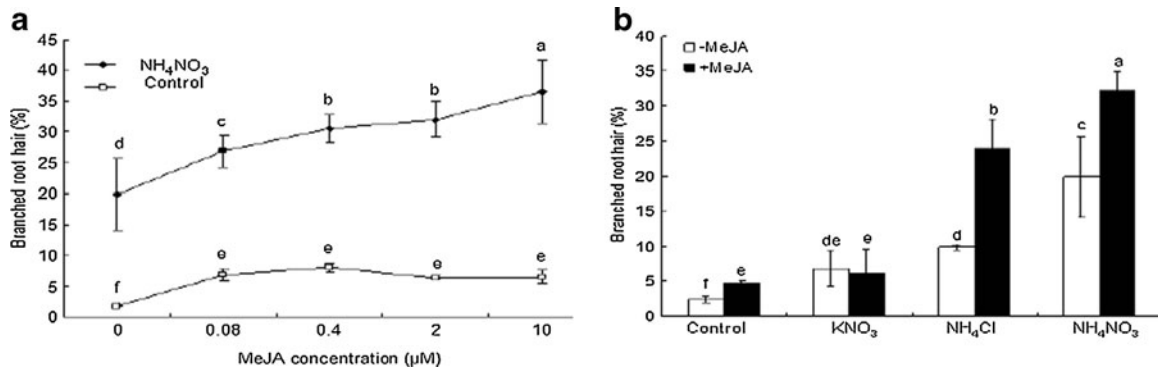 a
NH₄NO₃
Control
Branched root hair (%)
45
40
35
30
25
20
15
10
5
0
d
c
b
b
a
f
e
e
e
e
0 0.08 0.4 2 10
MeJA concentration (µM)
b
-MeJA
+MeJA
Branched root hair (%)
40
35
30
25
20
15
10
5
0
f
e
de
e
d
b
c
a
Control KNO₃ NH₄Cl NH₄NO₃